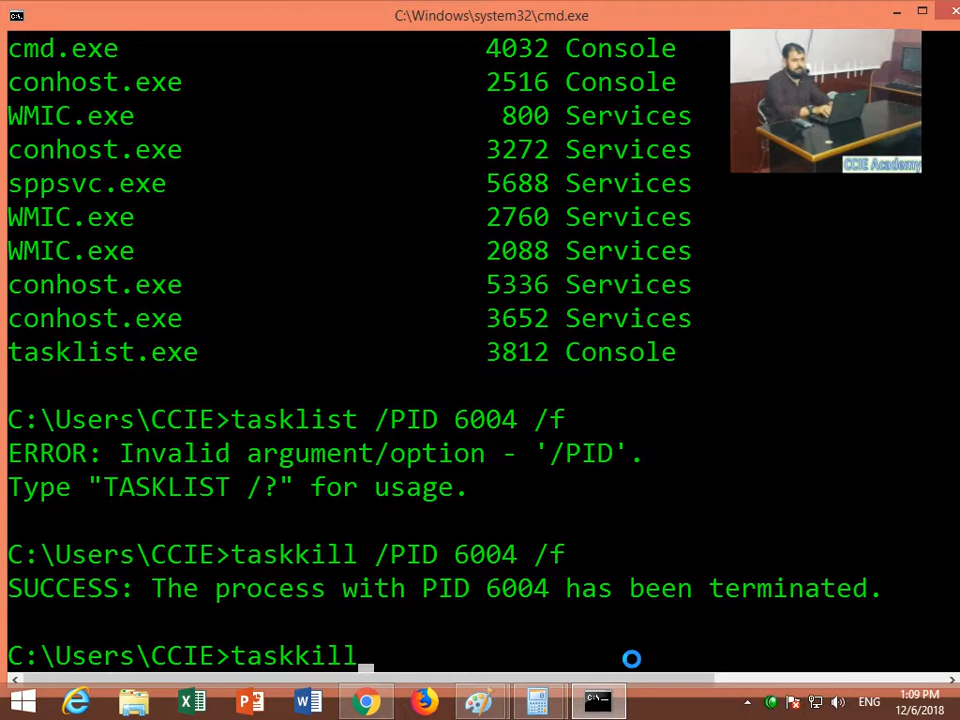 C:\Windows\system32\cmd.exe
cmd.exe 4032 Console
conhost.exe 2516 Console
WMIC.exe 800 Services
conhost.exe 3272 Services
sppsvc.exe 5688 Services
WMIC.exe 2760 Services
WMIC.exe 2088 Services
conhost.exe 5336 Services
conhost.exe 3652 Services
tasklist.exe 3812 Console
CCIE Academy
C:\Users\CCIE>tasklist /PID 6004 /f
ERROR: Invalid argument/option - '/PID'.
Type "TASKLIST /?" for usage.
C:\Users\CCIE>taskkill /PID 6004 /f
SUCCESS: The process with PID 6004 has been terminated.
C:\Users\CCIE>taskkill_
ENG
1:09 PM
12/6/2018